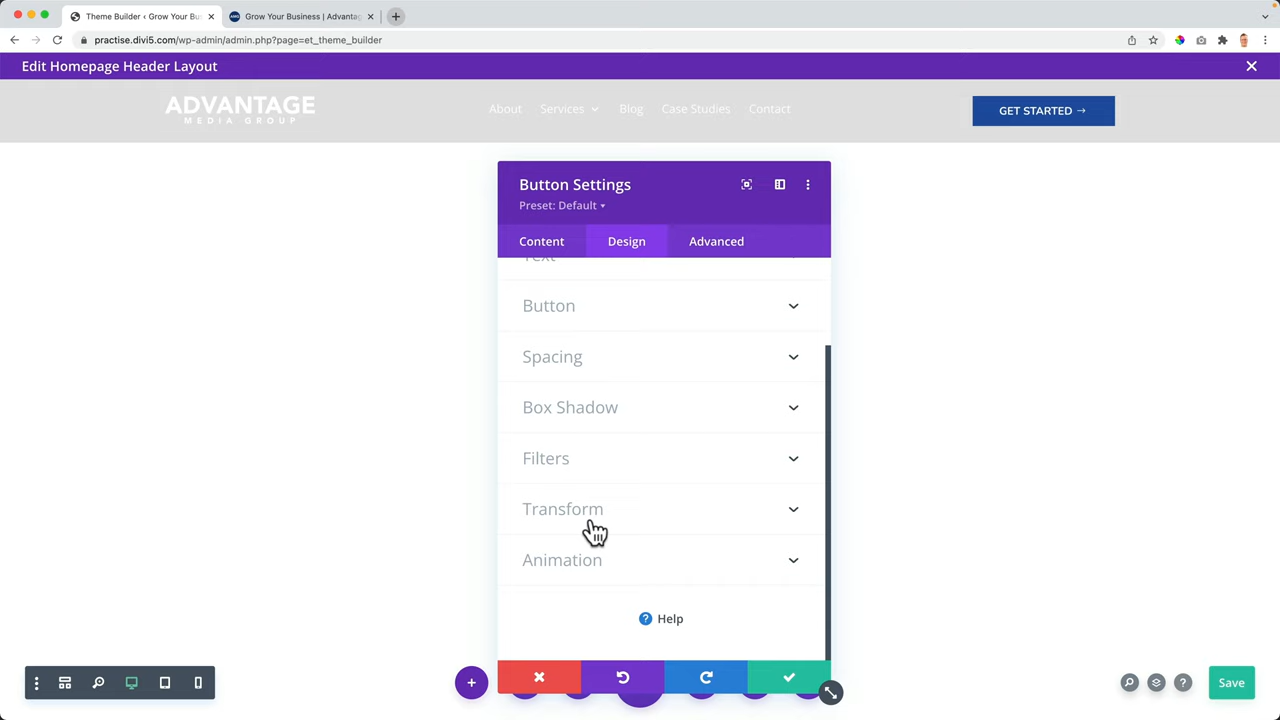 Theme Builder ‹ Grow Your Bu
Grow Your Business | Advantag
practise.divi5.com/wp-admin/admin.php?page=et_theme_builder
Edit Homepage Header Layout
ADVANTAGE
MEDIA GROUP
About
Services
Blog
Case Studies
Contact
GET STARTED →
Button Settings
Preset: Default
Content
Design
Advanced
Text
Button
Spacing
Box Shadow
Filters
Transform
Animation
? Help
?
Save